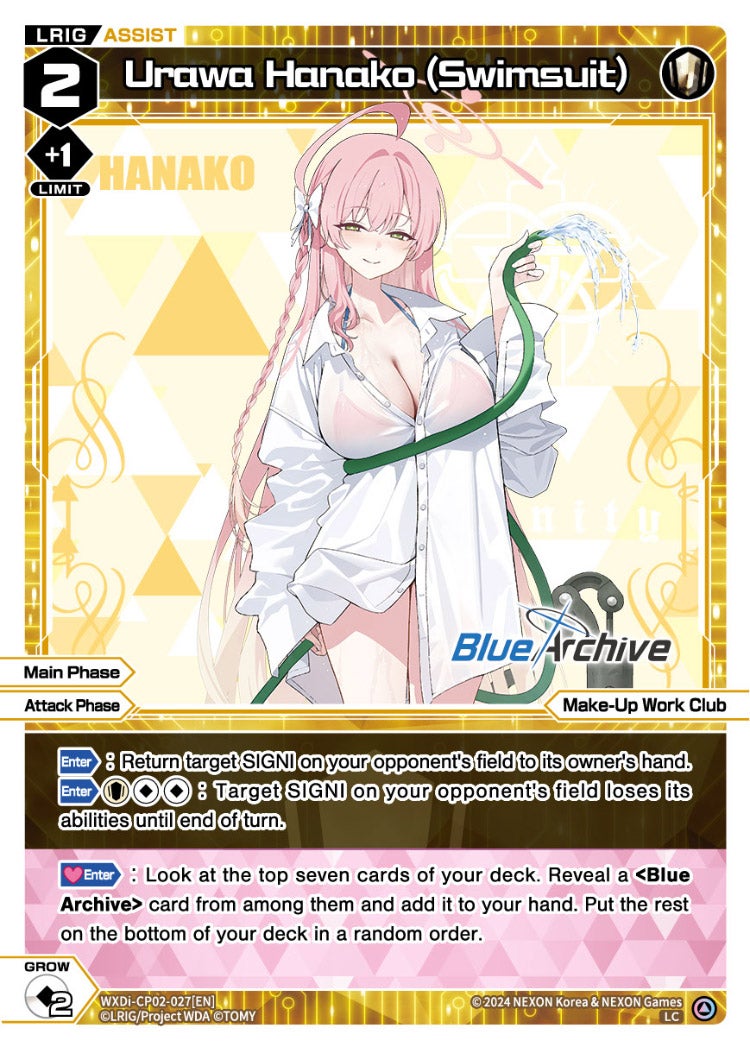 LRIG ASSIST
2
Urawa Hanako (Swimsuit)
+1
LIMIT
HANAKO
nity
Blue Archive
Main Phase
Attack Phase
Make-Up Work Club
Enter : Return target SIGNI on your opponent's field to its owner's hand.
Enter : Target SIGNI on your opponent's field loses its
abilities until end of turn.
Enter : Look at the top seven cards of your deck. Reveal a <Blue
Archive> card from among them and add it to your hand. Put the rest
on the bottom of your deck in a random order.
GROW
2
WXDi-CP02-027[EN]
©2024 NEXON Korea & NEXON Games
©LRIG/Project WDA ©TOMY
LC